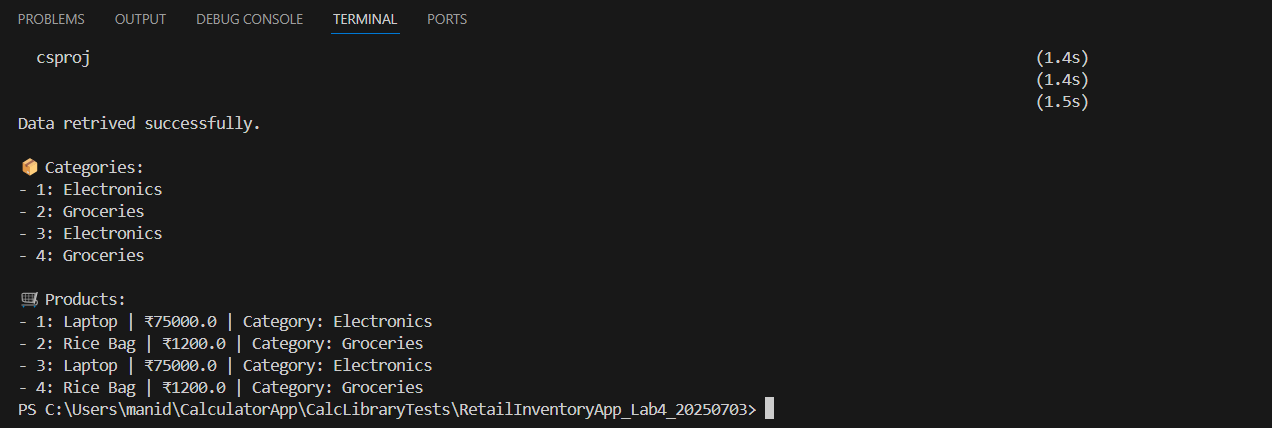 PROBLEMS OUTPUT DEBUG CONSOLE TERMINAL PORTS
csproj (1.4s)
(1.4s)
(1.5s)
Data retrived successfully.
📦 Categories:
- 1: Electronics
- 2: Groceries
- 3: Electronics
- 4: Groceries
🛒 Products:
- 1: Laptop | ₹75000.0 | Category: Electronics
- 2: Rice Bag | ₹1200.0 | Category: Groceries
- 3: Laptop | ₹75000.0 | Category: Electronics
- 4: Rice Bag | ₹1200.0 | Category: Groceries
PS C:\Users\manid\CalculatorApp\CalcLibraryTests\RetailInventoryApp_Lab4_20250703>